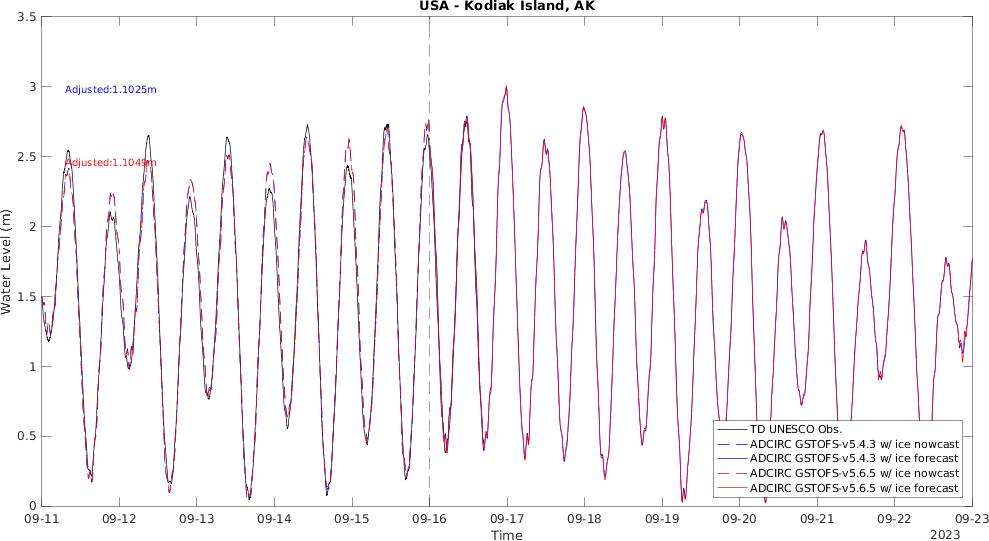 USA - Kodiak Island, AK
3.5
3
2.5
2
1.5
1
0.5
0
Water Level (m)
Adjusted:1.1025m
Adjusted:1.1049m
TD UNESCO Obs.
ADCIRC GSTOFS-v5.4.3 w/ ice nowcast
ADCIRC GSTOFS-v5.4.3 w/ ice forecast
ADCIRC GSTOFS-v5.6.5 w/ ice nowcast
ADCIRC GSTOFS-v5.6.5 w/ ice forecast
09-11 09-12 09-13 09-14 09-15 09-16 09-17 09-18 09-19 09-20 09-21 09-22 09-23
Time
2023